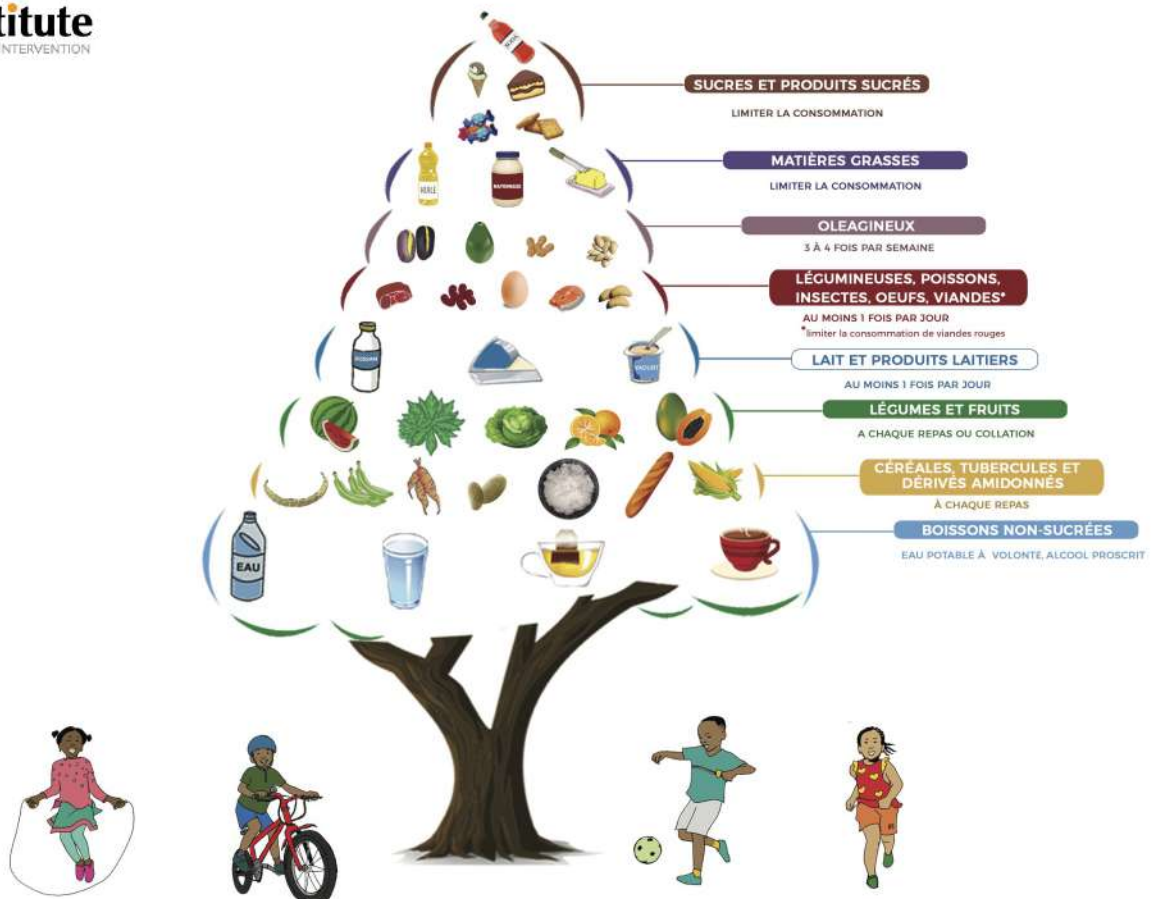 titute
INTERVENTION
SODA
SUCRES ET PRODUITS SUCRÉS
LIMITER LA CONSOMMATION
HUILE
MAYONNAISE
MATIÈRES GRASSES
LIMITER LA CONSOMMATION
OLEAGINEUX
3 À 4 FOIS PAR SEMAINE
LÉGUMINEUSES, POISSONS,
INSECTES, OEUFS, VIANDES*
AU MOINS 1 FOIS PAR JOUR
*limiter la consommation de viandes rouges
LAIT ET PRODUITS LAITIERS
AU MOINS 1 FOIS PAR JOUR
LÉGUMES ET FRUITS
A CHAQUE REPAS OU COLLATION
CÉRÉALES, TUBERCULES ET
DÉRIVÉS AMIDONNÉS
À CHAQUE REPAS
EAU
BOISSONS NON-SUCRÉES
EAU POTABLE À VOLONTE, ALCOOL PROSCRIT